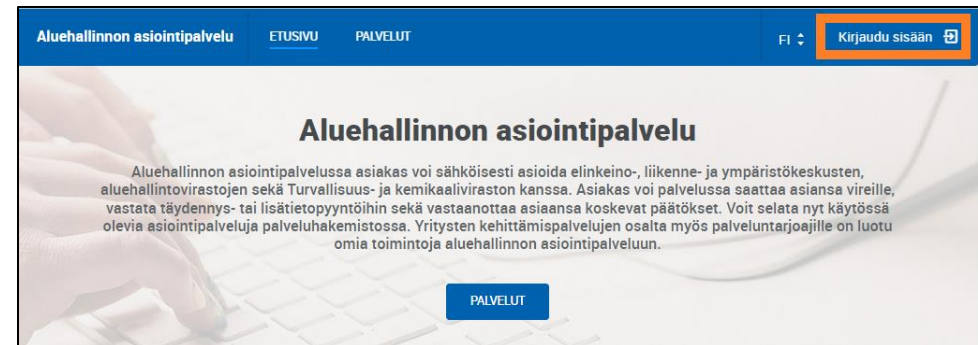 Aluehallinnon asiointipalvelu ETUSIVU PALVELUT FI Kirjaudu sisään
Aluehallinnon asiointipalvelu
Aluehallinnon asiointipalvelussa asiakas voi sähköisesti asioida elinkeino-, liikenne- ja ympäristökeskusten,
aluehallintovirastojen sekä Turvallisuus- ja kemikaaliviraston kanssa. Asiakas voi palvelussa saattaa asiansa vireille,
vastata täydennys- tai lisätietopyyntöihin sekä vastaanottaa asiaansa koskevat päätökset. Voit selata nyt käytössä
olevia asiointipalveluja palveluhakemistossa. Yritysten kehittämispalvelujen osalta myös palveluntarjoajille on luotu
omia toimintoja aluehallinnon asiointipalveluun.
PALVELUT